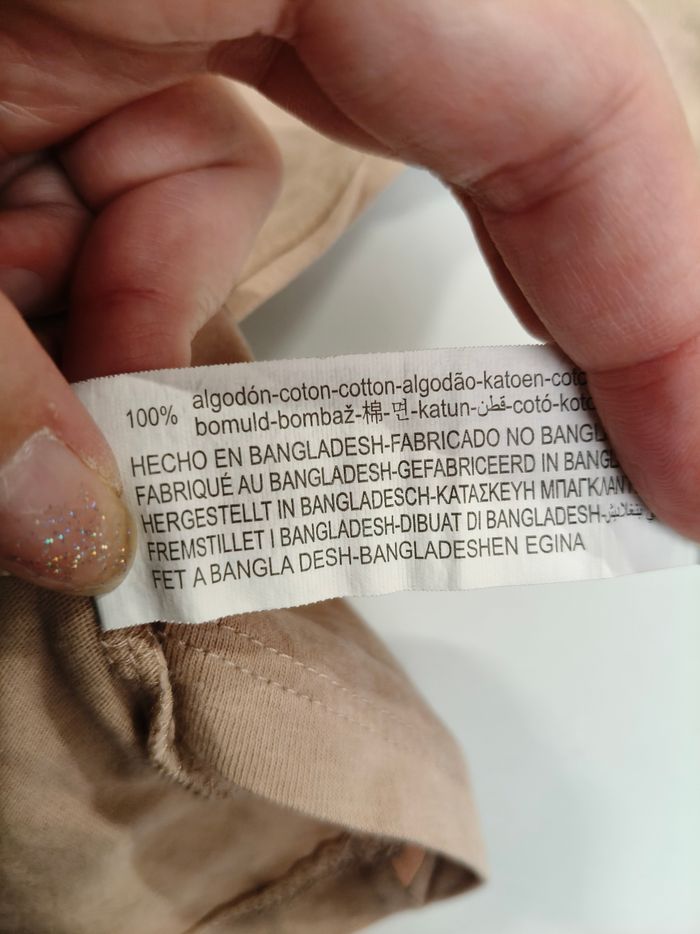 100% algodón-coton-cotton-algodão-katoen-
bomuld-bombaž-棉-면-katun-قطن-cotó-
HECHO EN BANGLADESH-FABRICADO NO
FABRIQUÉ AU BANGLADESH-GEFABRICEERD IN
HERGESTELLT IN BANGLADESCH-ΚΑΤΑΣΚΕΥΗ
FREMSTILLET I BANGLADESH-DIBUAT DI BANGLADESH-
FET A BANGLA DESH-BANGLADESHEN EGINA